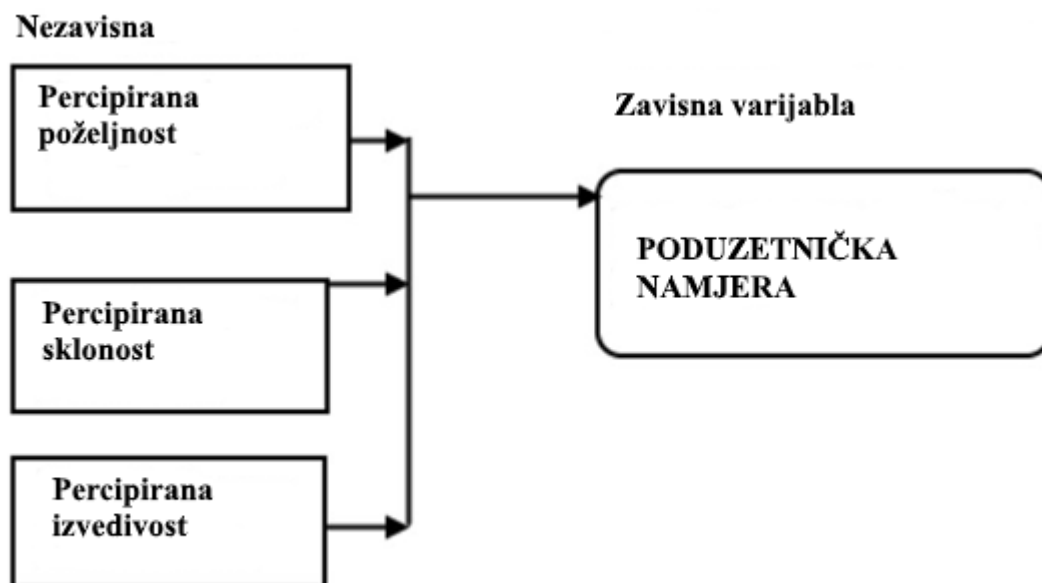 Nezavisna
Percipirana
poželjnost
Zavisna varijabla
PODUZETNIČKA
NAMJERA
Percipirana
sklonost
Percipirana
izvedivost